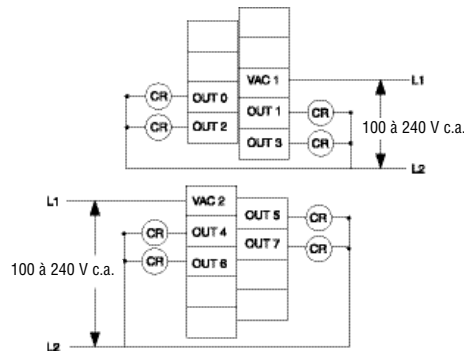 VAC 1 L1
CR OUT 0 OUT 1 CR
100 à 240 V c.a.
CR OUT 2 OUT 3 CR
L2
L1 VAC 2
OUT 5 CR
CR OUT 4 OUT 7 CR
100 à 240 V c.a.
CR OUT 6
L2